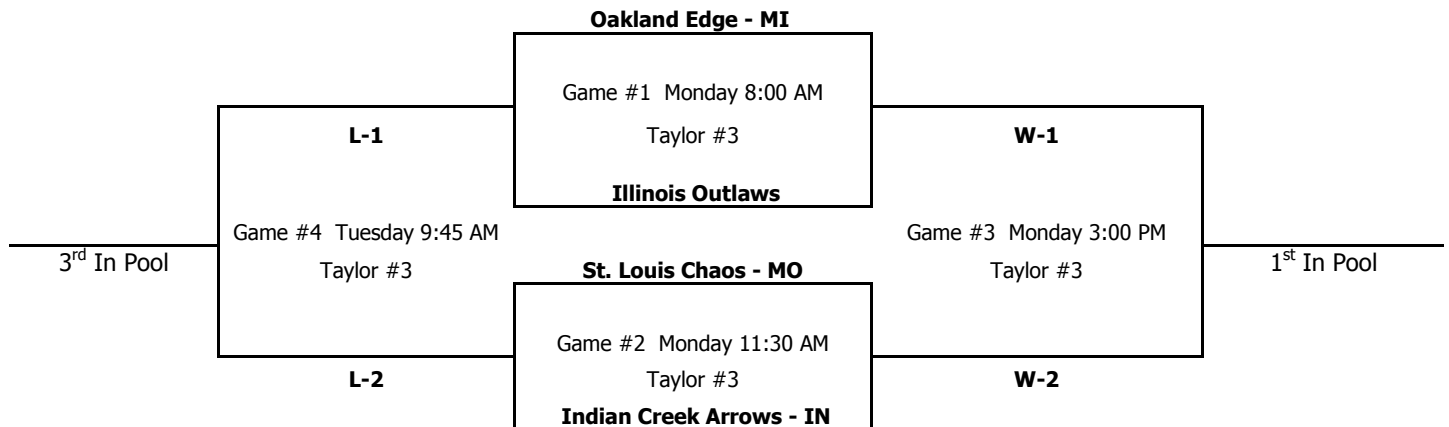 Oakland Edge - MI
Game #1 Monday 8:00 AM
L-1
Taylor #3
W-1
Illinois Outlaws
Game #4 Tuesday 9:45 AM
Game #3 Monday 3:00 PM
3rd In Pool
Taylor #3
St. Louis Chaos - MO
Taylor #3
1st In Pool
Game #2 Monday 11:30 AM
L-2
Taylor #3
W-2
Indian Creek Arrows - IN